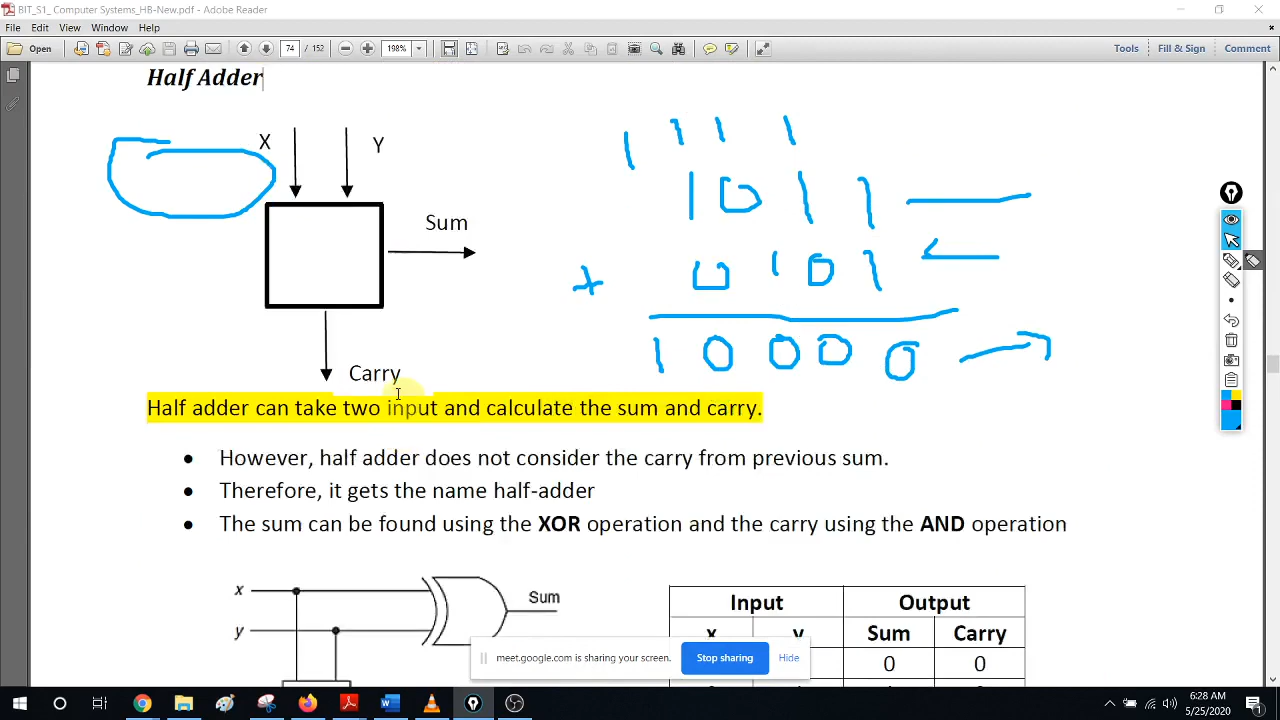 BIT_S1_ Computer Systems_HB-New.pdf - Adobe Reader
File Edit View Window Help
Open 74 / 152 198% Tools Fill & Sign Comment
Half Adder
X Y
Sum
Carry
1 1 1 1
1 0 1 1
+ 0 1 0 1
1 0 0 0 0
Half adder can take two input and calculate the sum and carry.
• However, half adder does not consider the carry from previous sum.
• Therefore, it gets the name half-adder
• The sum can be found using the XOR operation and the carry using the AND operation
x
y
Sum
Input Output
x y Sum Carry
0 0
meet.google.com is sharing your screen. Stop sharing Hide
6:28 AM
5/25/2020